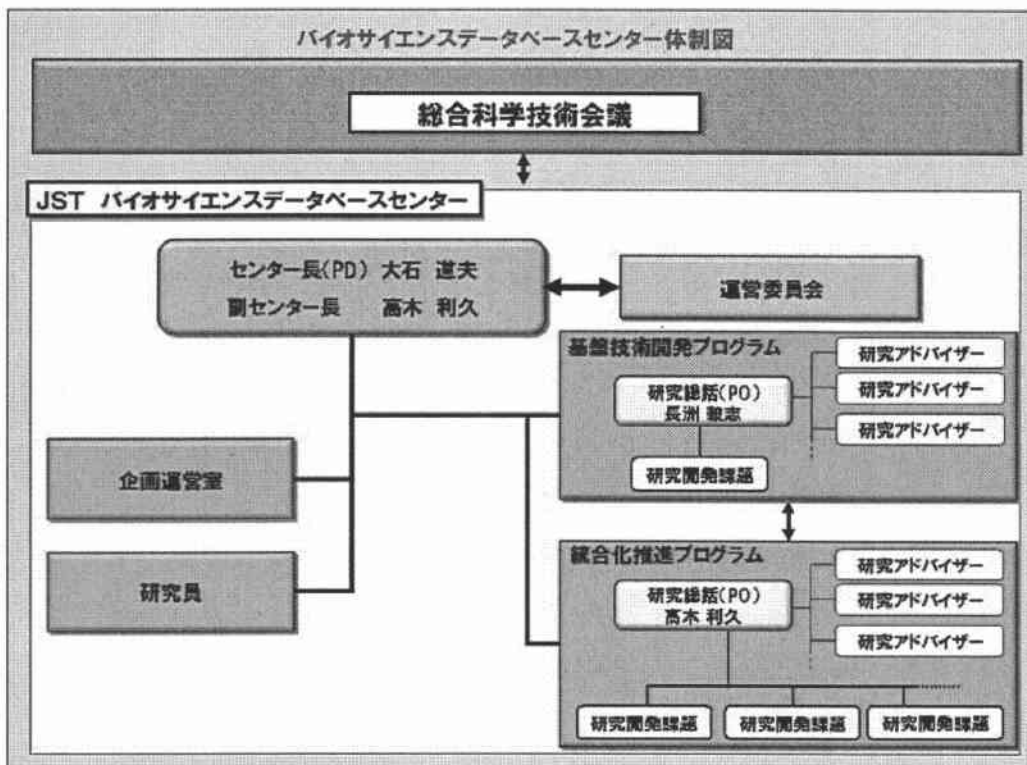 バイオサイエンスデータベースセンター体制図
総合科学技術会議
JST バイオサイエンスデータベースセンター
センター長(PD) 大石 道夫
副センター長 高木 利久
運営委員会
基盤技術開発プログラム
研究総括(PO)
長洲 毅志
研究開発課題
研究アドバイザー
研究アドバイザー
研究アドバイザー
企画運営室
研究員
統合化推進プログラム
研究総括(PO)
高木 利久
研究アドバイザー
研究アドバイザー
研究アドバイザー
研究開発課題
研究開発課題
研究開発課題